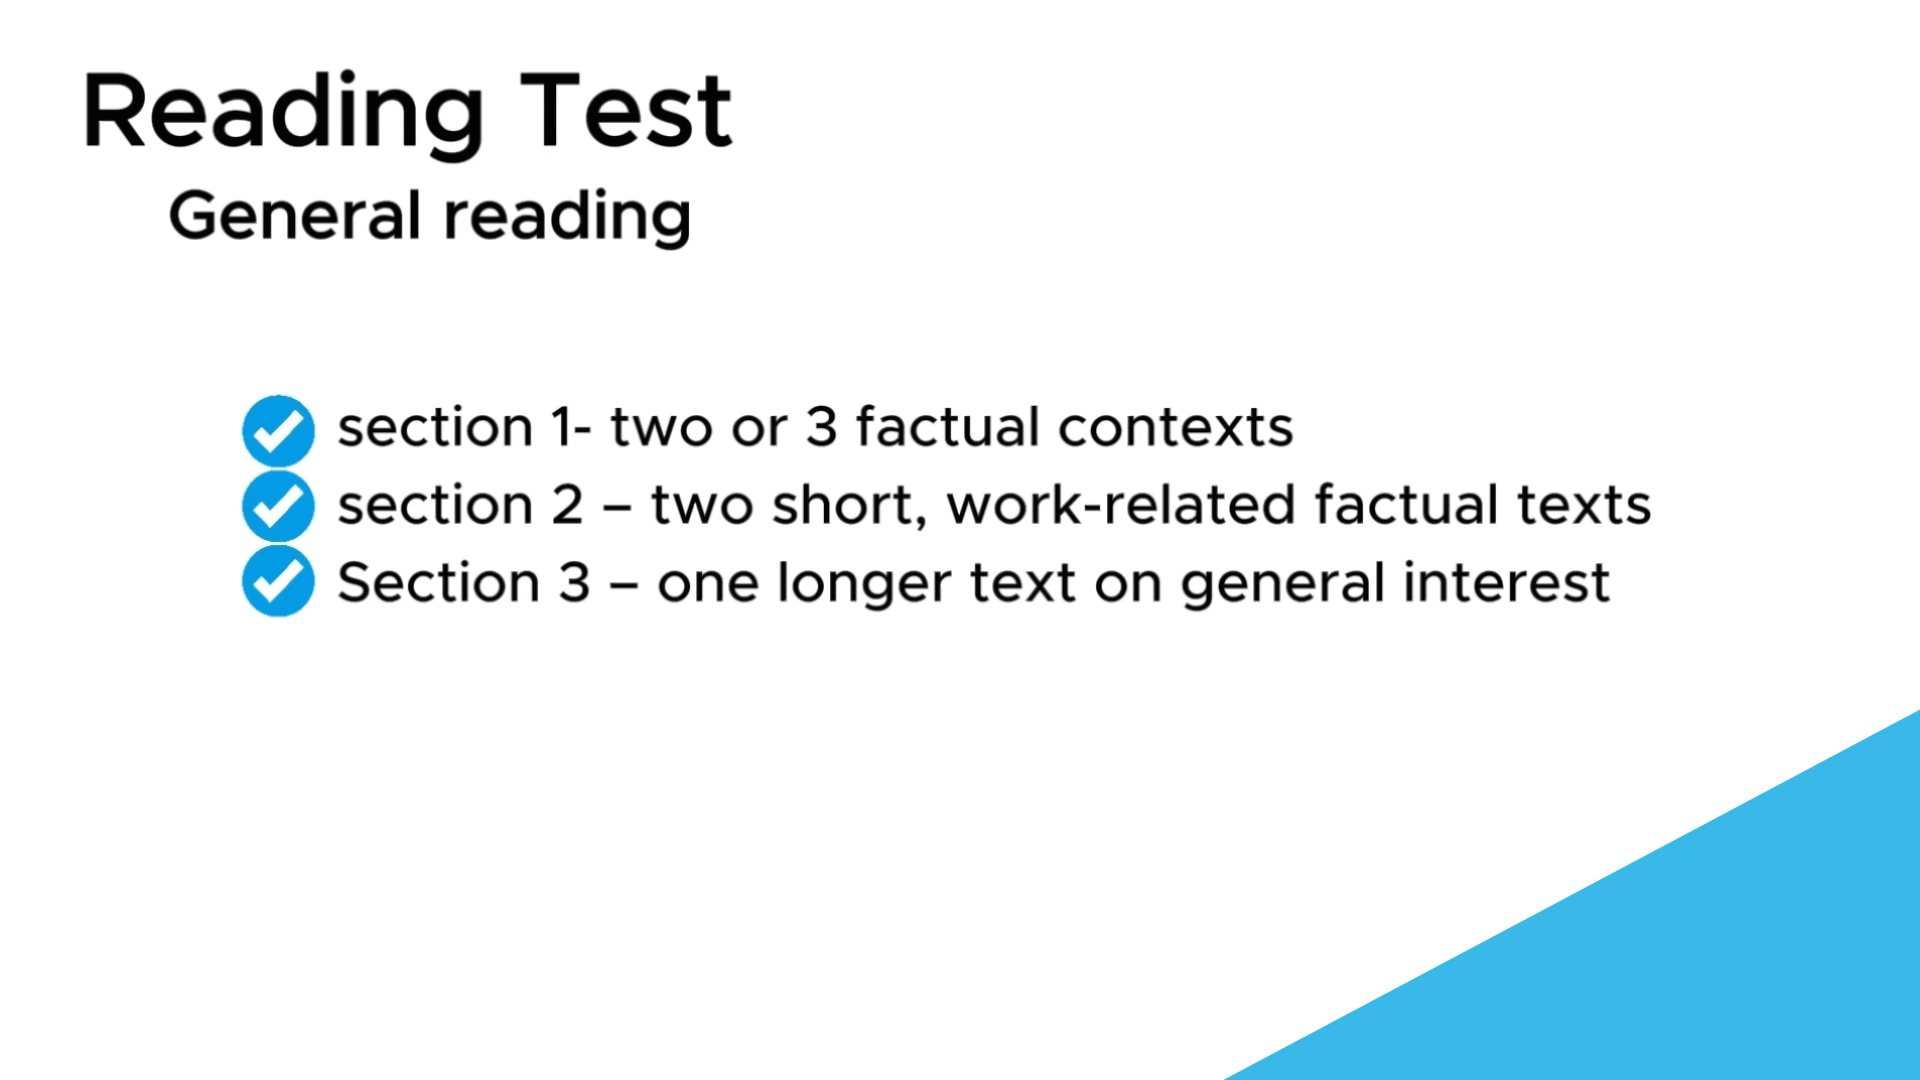 Reading Test
General reading
section 1- two or 3 factual contexts
section 2 – two short, work-related factual texts
Section 3 – one longer text on general interest